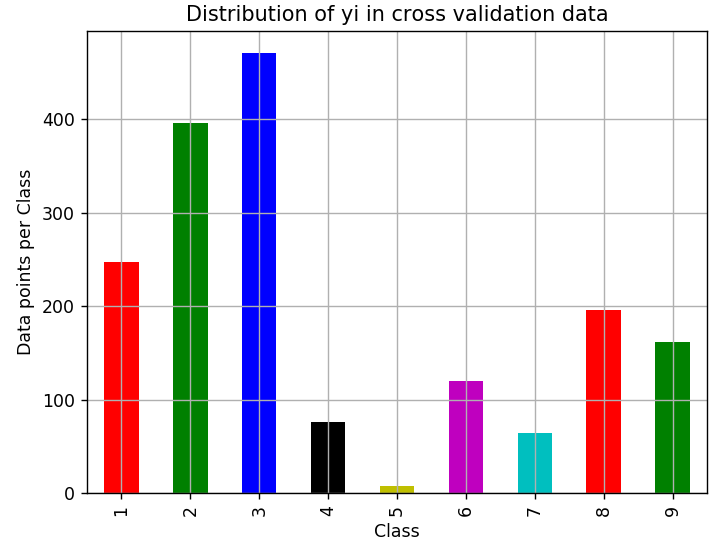 Distribution of yi in cross validation data
Data points per Class
400
300
200
100
0
1 2 3 4 5 6 7 8 9
Class